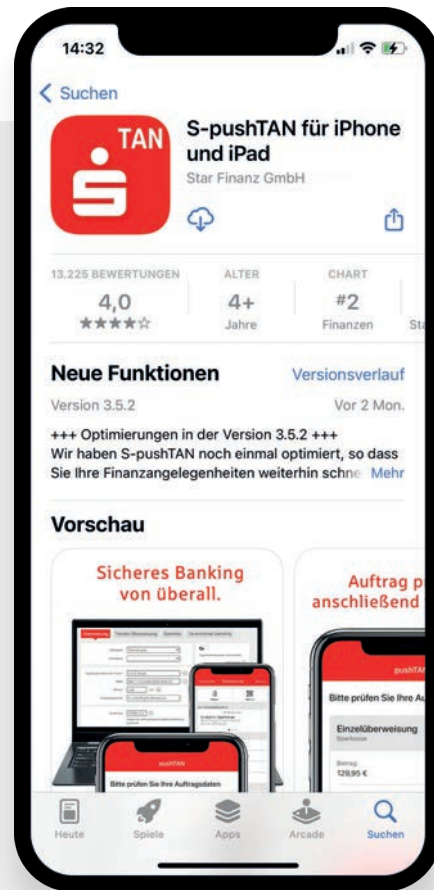 14:32
Suchen
TAN
S-pushTAN für iPhone
und iPad
Star Finanz GmbH
13.225 BEWERTUNGEN
ALTER
CHART
4,0
4+
#2
Jahre
Finanzen
Sta
Neue Funktionen
Versionsverlauf
Version 3.5.2
Vor 2 Mon.
+++ Optimierungen in der Version 3.5.2 +++
Wir haben S-pushTAN noch einmal optimiert, so dass
Sie Ihre Finanzangelegenheiten weiterhin schne Mehr
Vorschau
Sicheres Banking
von überall.
pushTAN
Bitte prüfen Sie Ihre Auftragsdaten
Auftrag p
anschließend
pushTAN
Bitte prüfen Sie Ihre Au
Einzelüberweisung
Sparkasse
Betrag:
129,95 €
Heute
Spiele
Apps
Arcade
Suchen